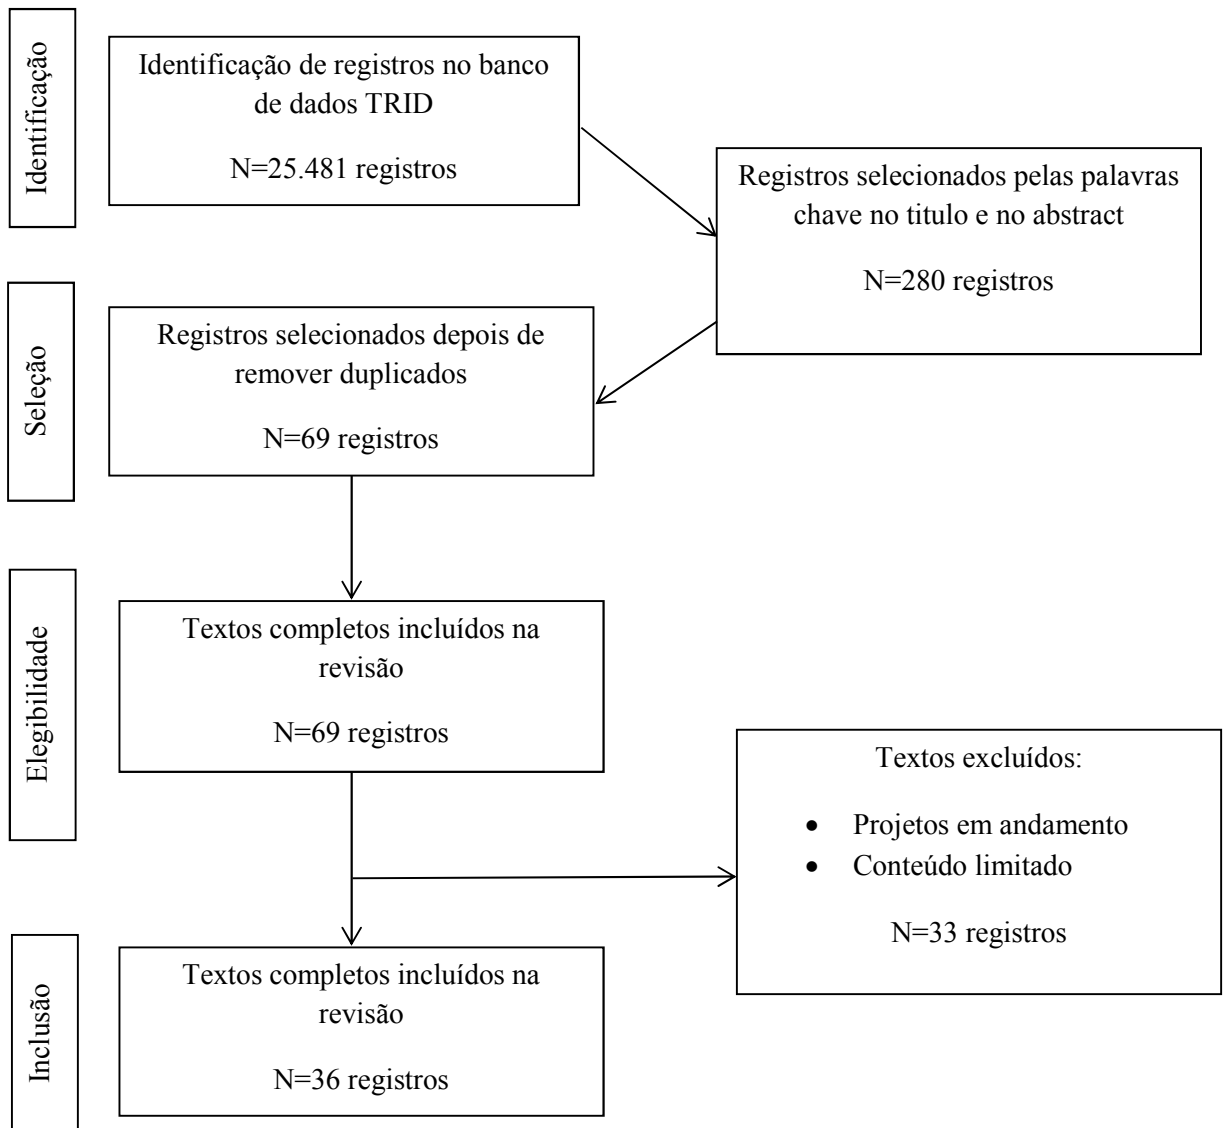 Identificação
Identificação de registros no banco
de dados TRID
N=25.481 registros
Registros selecionados pelas palavras
chave no titulo e no abstract
N=280 registros
Seleção
Registros selecionados depois de
remover duplicados
N=69 registros
Elegibilidade
Textos completos incluídos na
revisão
N=69 registros
Textos excluídos:
• Projetos em andamento
• Conteúdo limitado
N=33 registros
Inclusão
Textos completos incluídos na
revisão
N=36 registros